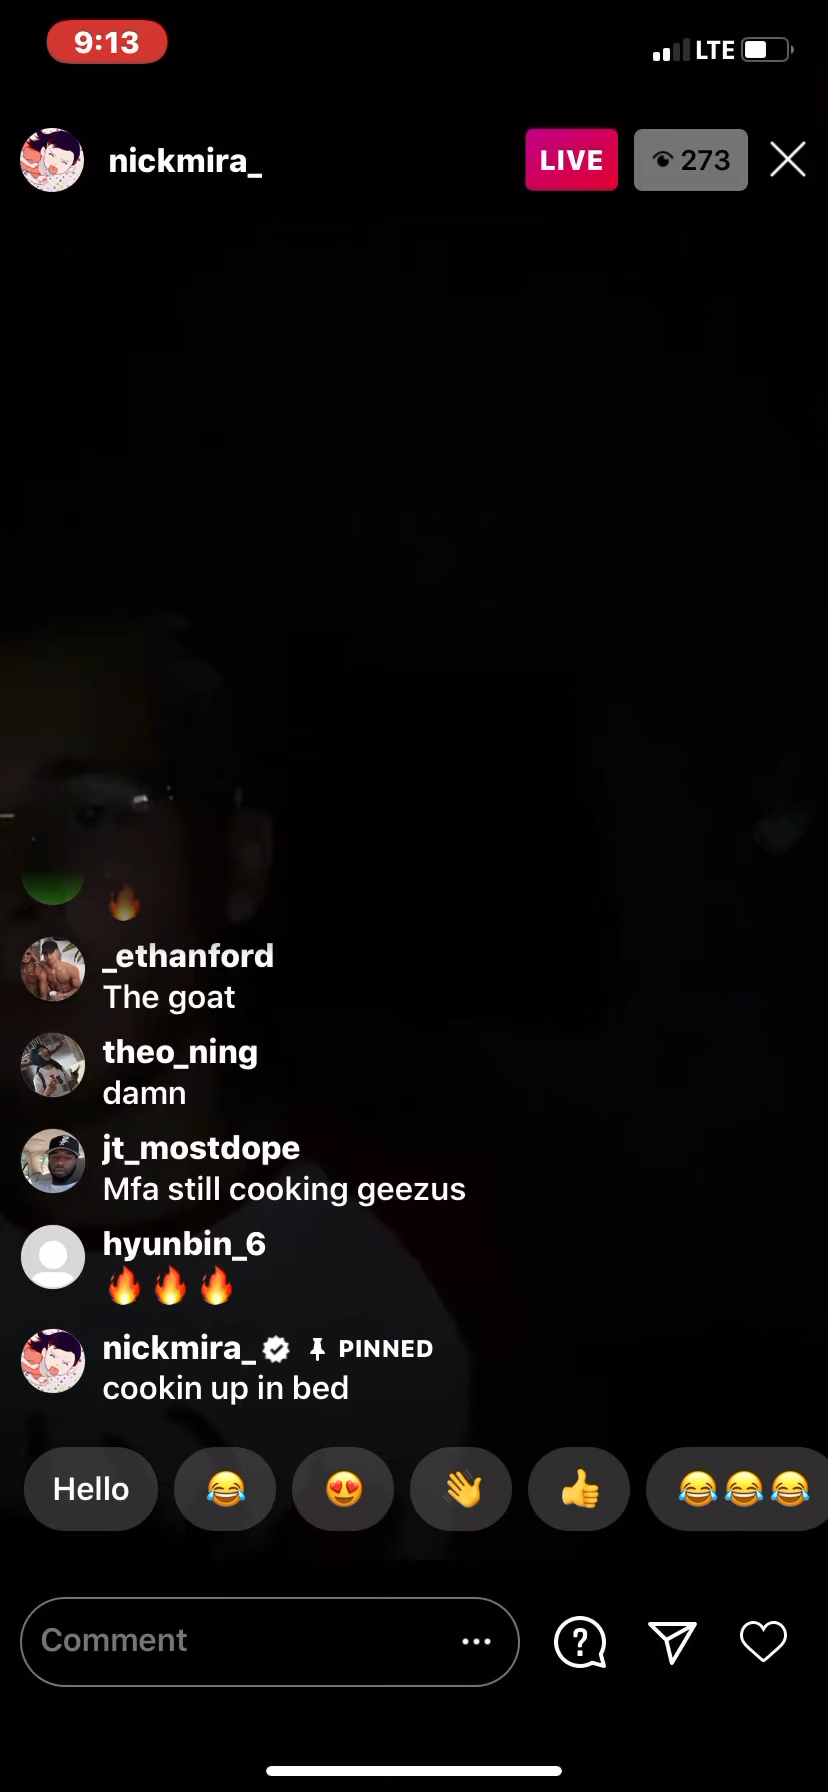 9:13
LTE
nickmira_
LIVE
273
🔥
_ethanford
The goat
theo_ning
damn
jt_mostdope
Mfa still cooking geezus
hyunbin_6
🔥🔥🔥
nickmira_ PINNED
cookin up in bed
Hello 😂 😍 👋 👍 😂😂😂
Comment